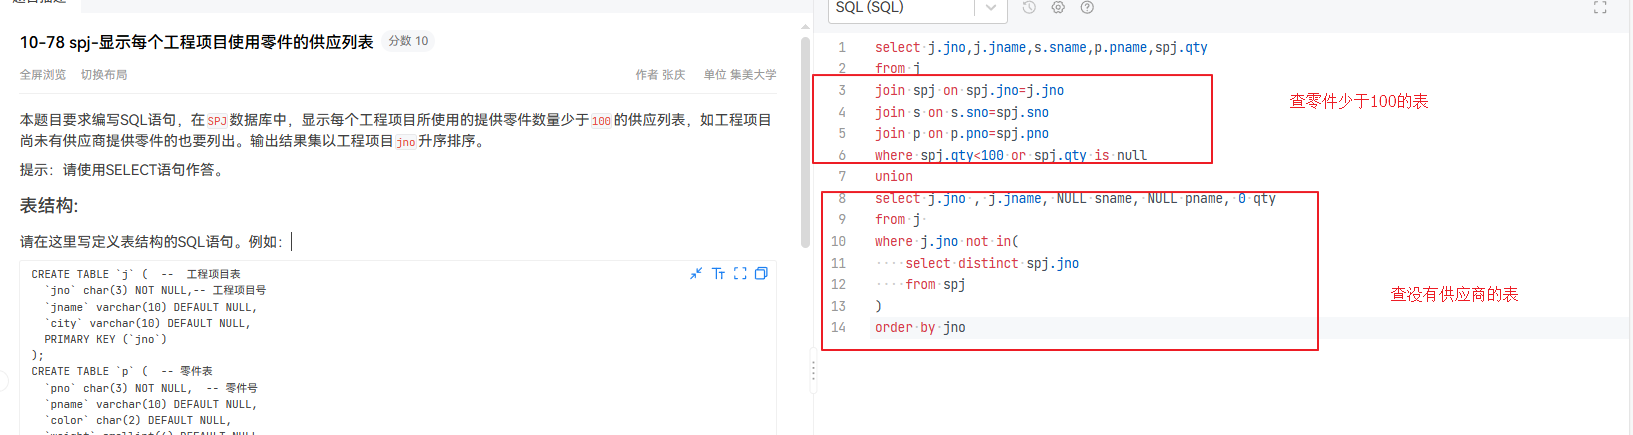 10-78 spj-显示每个工程项目使用零件的供应列表 分数 10
全屏浏览 切换布局 作者 张庆 单位 集美大学
本题目要求编写SQL语句，在SPJ数据库中，显示每个工程项目所使用的提供零件数量少于100的供应列表，如工程项目
尚未有供应商提供零件的也要列出。输出结果集以工程项目jno升序排序。
提示：请使用SELECT语句作答。
表结构:
请在这里写定义表结构的SQL语句。例如：
CREATE TABLE `j` (  -- 工程项目表
`jno` char(3) NOT NULL,-- 工程项目号
`jname` varchar(10) DEFAULT NULL,
`city` varchar(10) DEFAULT NULL,
PRIMARY KEY (`jno`)
);
CREATE TABLE `p` (  -- 零件表
`pno` char(3) NOT NULL,  -- 零件号
`pname` varchar(10) DEFAULT NULL,
`color` char(2) DEFAULT NULL,
SQL (SQL)
1 select j.jno,j.jname,s.sname,p.pname,spj.qty
2 from j
3 join spj on spj.jno=j.jno
4 join s on s.sno=spj.sno
5 join p on p.pno=spj.pno
6 where spj.qty<100 or spj.qty is null
7 union
8 select j.jno , j.jname, NULL sname, NULL pname, 0 qty
9 from j
10 where j.jno not in(
11 select distinct spj.jno
12 from spj
13 )
14 order by jno
查零件少于100的表
查没有供应商的表